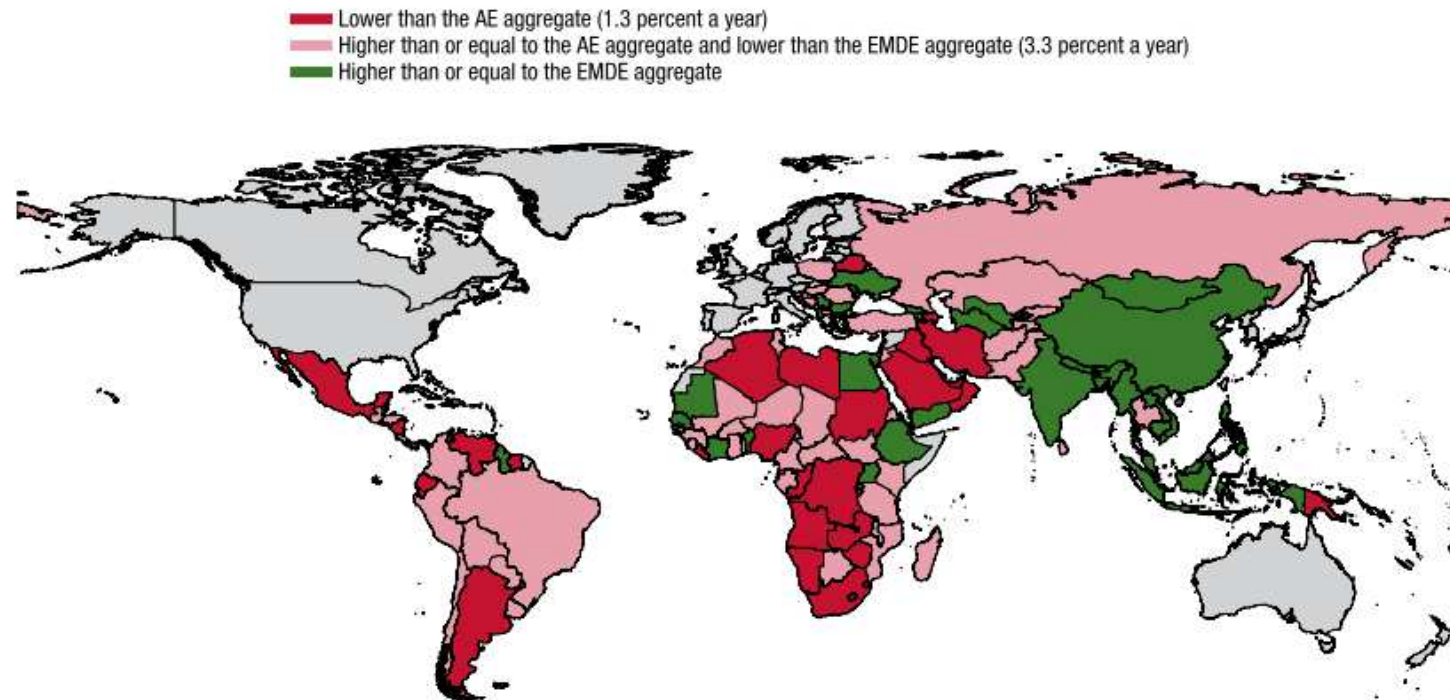 Lower than the AE aggregate (1.3 percent a year)
Higher than or equal to the AE aggregate and lower than the EMDE aggregate (3.3 percent a year)
Higher than or equal to the EMDE aggregate